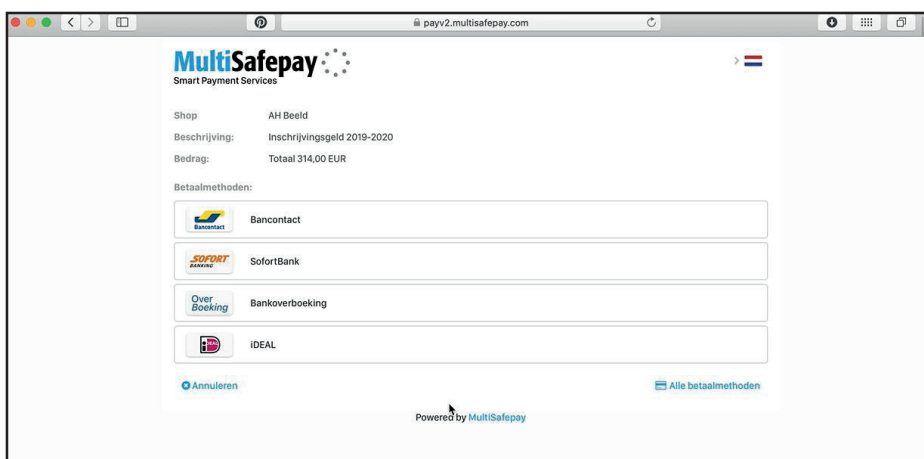 payv2.multisafepay.com
MultiSafepay
Smart Payment Services
Shop AH Beeld
Beschrijving: Inschrijvingsgeld 2019-2020
Bedrag: Totaal 314,00 EUR
Betaalmethoden:
Bancontact Bancontact
SOFORT BANKING SofortBank
Over Boeking Bankoverboeking
iDEAL iDEAL
Annuleren Alle betaalmethoden
Powered by MultiSafepay